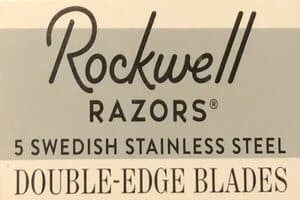 Rockwell
RAZORS®
5 SWEDISH STAINLESS STEEL
DOUBLE-EDGE BLADES